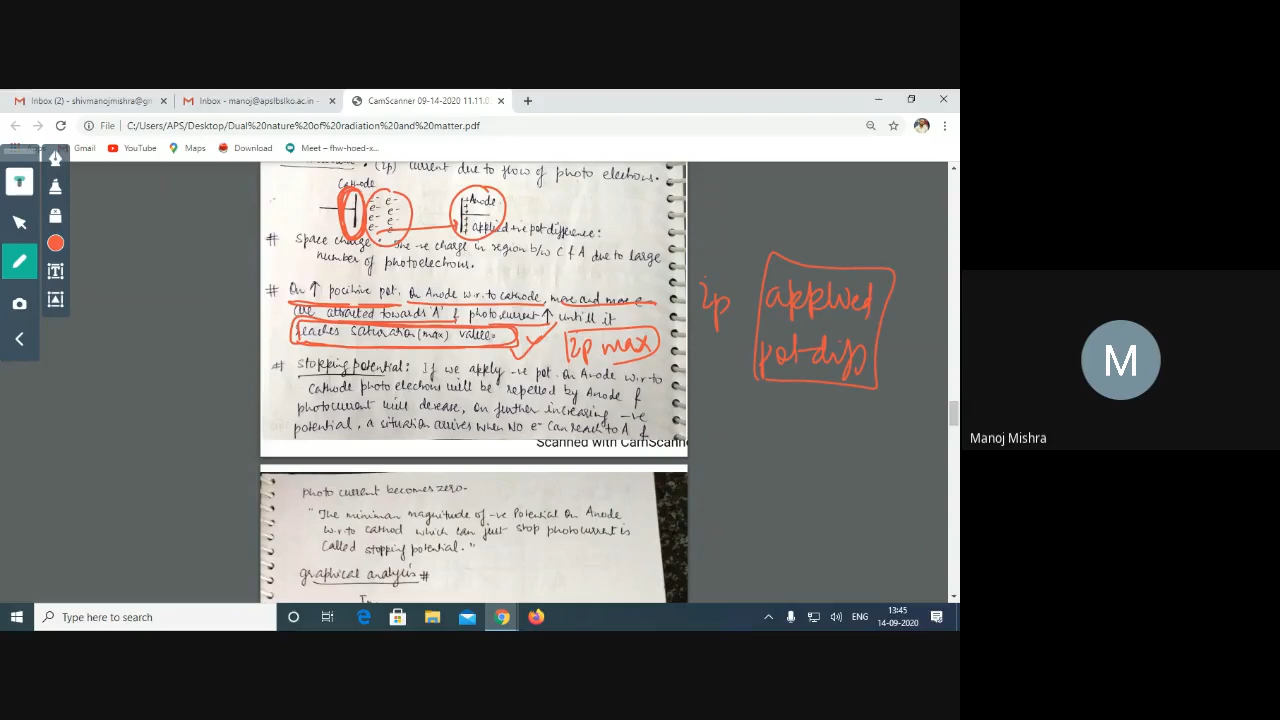 Inbox (2) - shivmanojmishra@gm
Inbox - manoj@apslbslko.ac.in -
CamScanner 09-14-2020 11.11.0
File
C:/Users/APS/Desktop/Dual%20nature%20of%20radiation%20and%20matter.pdf
Gmail
YouTube
Maps
Download
Meet – fhw-hoed-x...
(ip) current due to flow of photo electrons.
Cathode
Anode
applied +ve pot difference:
# Space charge: The -ve charge in region b/w C & A due to large
number of photoelectrons.
# On ↑ positive pot. On Anode w.r.to cathode, more and more e-
are attracted towards 'A' & photo current ↑ untill it
reaches saturation (max) value.
ip max
ip
applied
pot diff
# stopping potential: If we apply -ve pot. On Anode w.r.to
cathode photo electrons will be repelled by Anode &
photocurrent will decrease, On further increasing -ve
potential, a situation arrives when NO e- can reach to A &
Scanned with CamScanne
photo current becomes zero-
"The minimum magnitude of -ve Potential On Anode
w.r.to cathod which can just stop photocurrent is
called stopping potential."
graphical analysis #
M
Manoj Mishra
Type here to search
ENG
13:45
14-09-2020